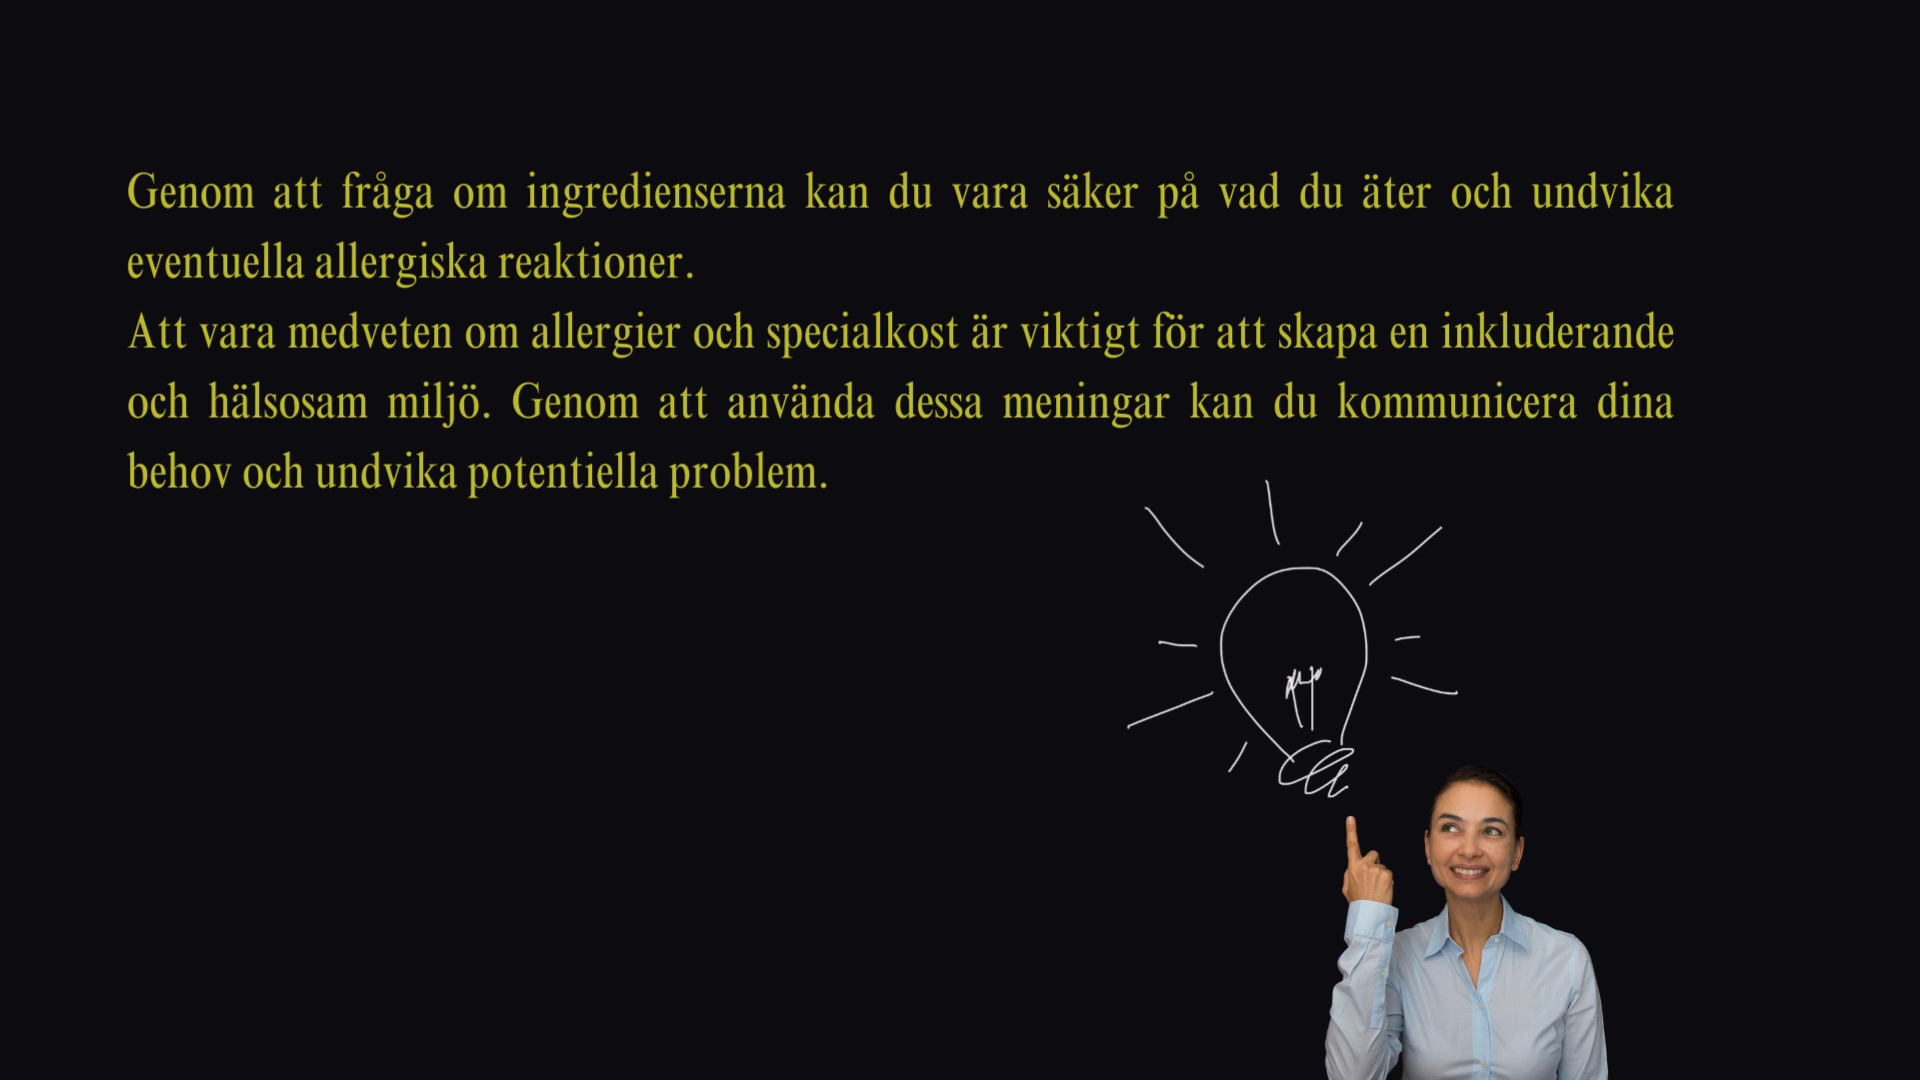 Genom att fråga om ingredienserna kan du vara säker på vad du äter och undvika
eventuella allergiska reaktioner.
Att vara medveten om allergier och specialkost är viktigt för att skapa en inkluderande
och hälsosam miljö. Genom att använda dessa meningar kan du kommunicera dina
behov och undvika potentiella problem.